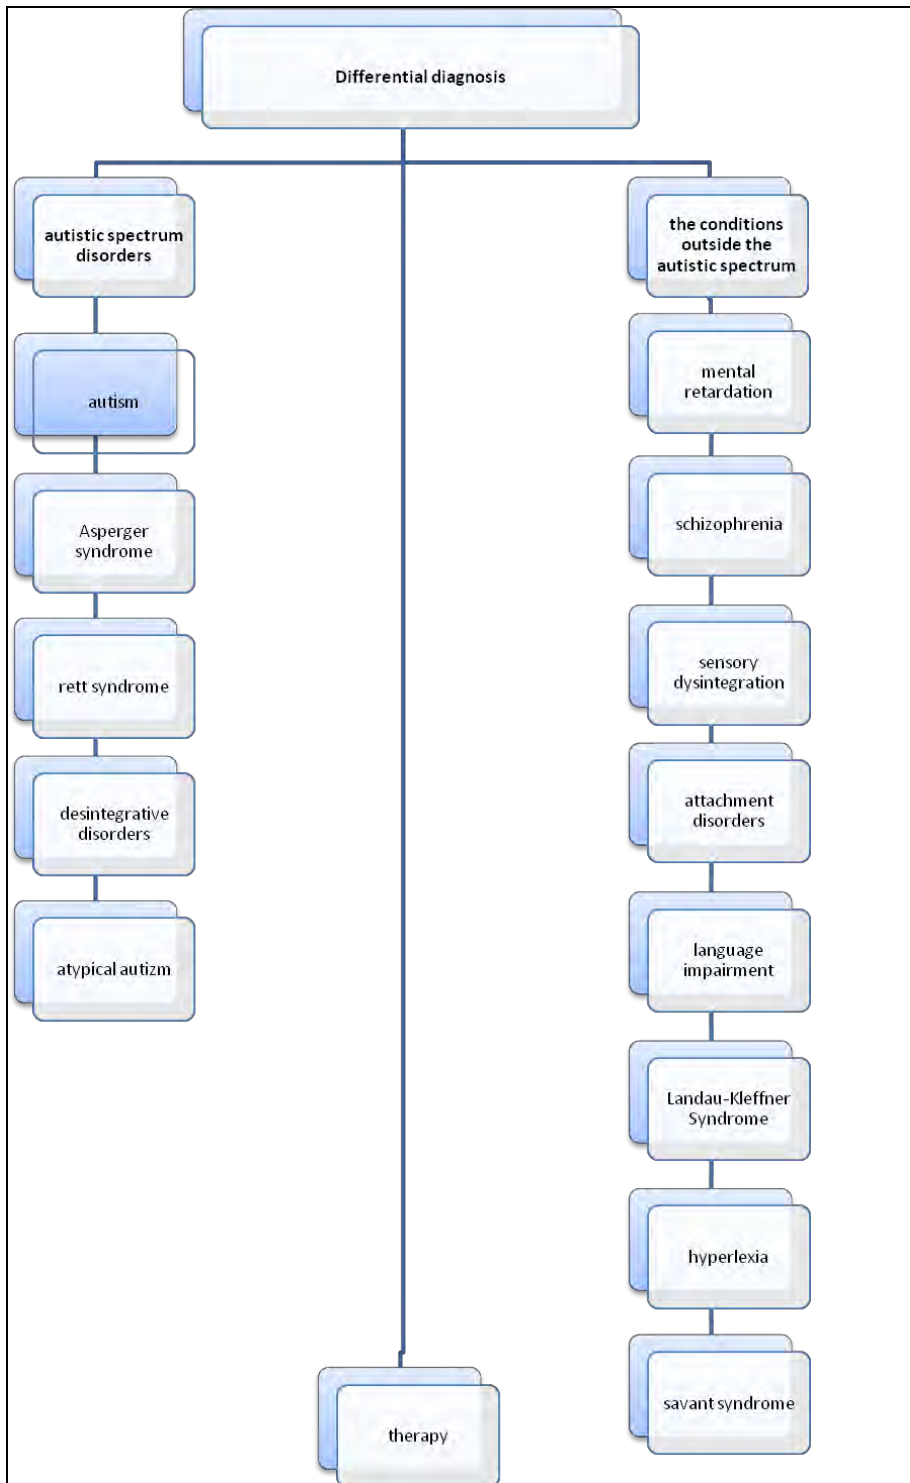 Differential diagnosis
autistic spectrum
disorders
autism
Asperger
syndrome
rett syndrome
desintegrative
disorders
atypical autizm
the conditions
outside the
autistic spectrum
mental
retardation
schizophrenia
sensory
dysintegration
attachment
disorders
language
impairment
Landau-Kleffner
Syndrome
hyperlexia
savant syndrome
therapy